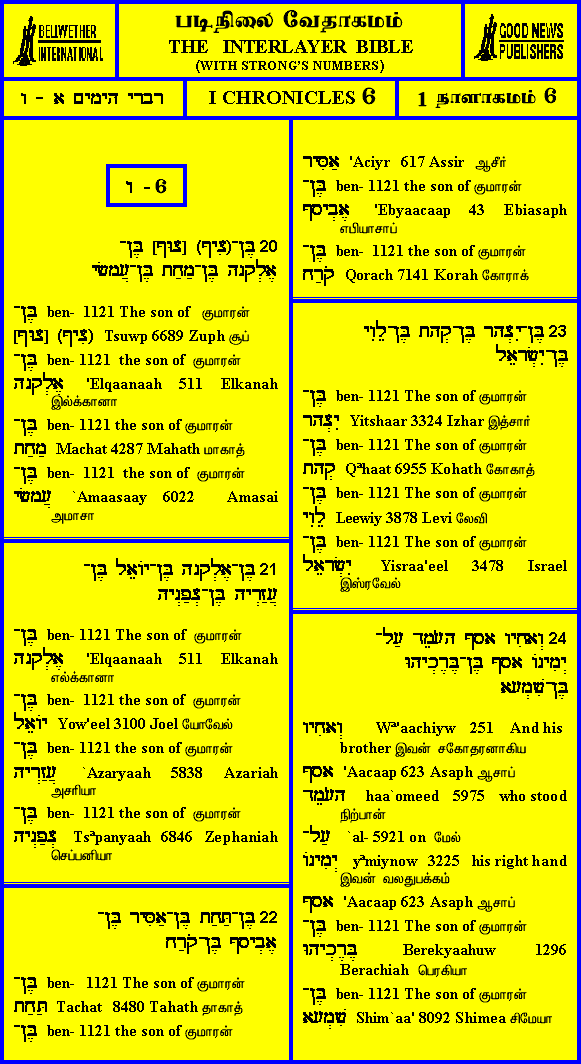 BELLWETHER
INTERNATIONAL
படிநிலை வேதாகமம்
THE INTERLAYER BIBLE
(WITH STRONG'S NUMBERS)
GOOD NEWS
PUBLISHERS
דברי הימים א - ו
I CHRONICLES 6
1 நாளாகமம் 6
ו - 6
20 בֶּן־(צִיף) [צוּף] בֶּן־
אֶלְקָנָה בֶּן־מַחַת בֶּן־עֲמָשָׂי
בֶּן־ ben- 1121 The son of குமாரன்
[צוּף] (צִיף) Tsuwp 6689 Zuph சூப்
בֶּן־ ben- 1121 the son of குமாரன்
אֶלְקָנָה 'Elqaanaah 511 Elkanah
இல்க்கானா
בֶּן־ ben- 1121 the son of குமாரன்
מַחַת Machat 4287 Mahath மாகாத்
בֶּן־ ben- 1121 the son of குமாரன்
עֲמָשָׂי `Amaasaay 6022 Amasai
அமாசா
21 בֶּן־אֶלְקָנָה בֶּן־יוֹאֵל בֶּן־
עֲזַרְיָה בֶּן־צְפַנְיָה
בֶּן־ ben- 1121 The son of குமாரன்
אֶלְקָנָה 'Elqaanaah 511 Elkanah
எல்க்கானா
בֶּן־ ben- 1121 the son of குமாரன்
יוֹאֵל Yow'eel 3100 Joel யோவேல்
בֶּן־ ben- 1121 the son of குமாரன்
עֲזַרְיָה `Azaryaah 5838 Azariah
அசரியா
בֶּן־ ben- 1121 the son of குமாரன்
צְפַנְיָה Tsªpanyaah 6846 Zephaniah
செப்பனியா
22 בֶּן־תַּחַת בֶּן־אַסִּיר בֶּן־
אֶבְיָסָף בֶּן־קֹרַח
בֶּן־ ben- 1121 The son of குமாரன்
תַּחַת Tachat 8480 Tahath தாகாத்
בֶּן־ ben- 1121 the son of குமாரன்
אַסִּיר 'Aciyr 617 Assir ஆசீர்
בֶּן־ ben- 1121 the son of குமாரன்
אֶבְיָסָף 'Ebyaacaap 43 Ebiasaph
எபியாசாப்
בֶּן־ ben- 1121 the son of குமாரன்
קֹרַח Qorach 7141 Korah கோராக்
23 בֶּן־יִצְהָר בֶּן־קְהָת בֶּן־לֵוִי
בֶּן־יִשְׂרָאֵל
בֶּן־ ben- 1121 The son of குமாரன்
יִצְהָר Yitshaar 3324 Izhar இத்சார்
בֶּן־ ben- 1121 the son of குமாரன்
קְהָת Qªhaat 6955 Kohath கோகாத்
בֶּן־ ben- 1121 the son of குமாரன்
לֵוִי Leewiy 3878 Levi லேவி
בֶּן־ ben- 1121 the son of குமாரன்
יִשְׂרָאֵל Yisraa'eel 3478 Israel
இஸ்ரவேல்
24 וְאָחִיו אָסָף הָעֹמֵד עַל־
יְמִינוֹ אָסָף בֶּן־בֶּרֶכְיָהוּ
בֶּן־שִׁמְעָא
וְאָחִיו Wª'aachiyw 251 And his
brother இவன் சகோதரனாகிய
אָסָף 'Aacaap 623 Asaph ஆசாப்
הָעֹמֵד haa`omeed 5975 who stood
நிற்பான்
עַל־ `al- 5921 on மேல்
יְמִינוֹ yªmiynow 3225 his right hand
இவன் வலதுபக்கம்
אָסָף 'Aacaap 623 Asaph ஆசாப்
בֶּן־ ben- 1121 the son of குமாரன்
בֶּרֶכְיָהוּ Berekyaahuw 1296
Berachiah பெரகியா
בֶּן־ ben- 1121 The son of குமாரன்
שִׁמְעָא Shim`aa' 8092 Shimea சிமேயா